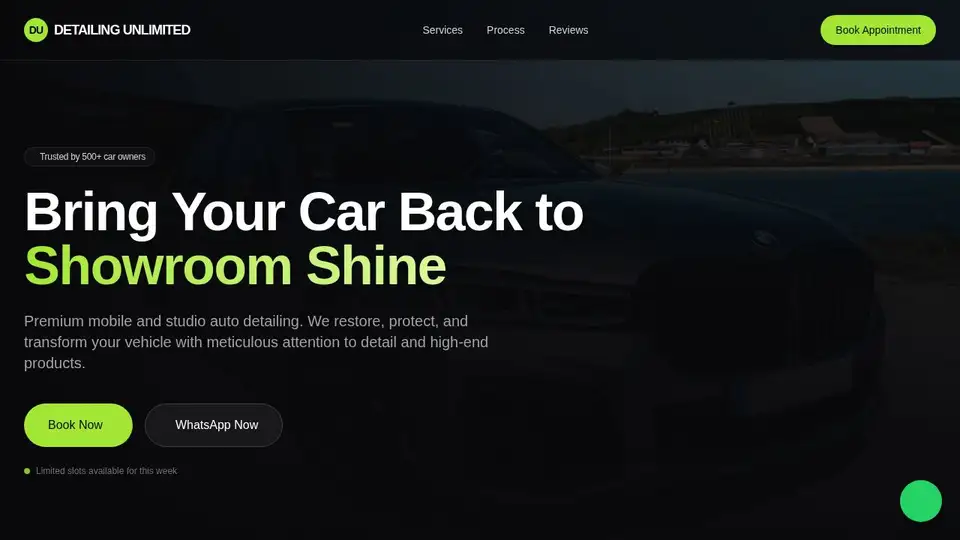 DU DETAILING UNLIMITED
Services
Process
Reviews
Book Appointment
Trusted by 500+ car owners
Bring Your Car Back to
Showroom Shine
Premium mobile and studio auto detailing. We restore, protect, and
transform your vehicle with meticulous attention to detail and high-end
products.
Book Now
WhatsApp Now
Limited slots available for this week